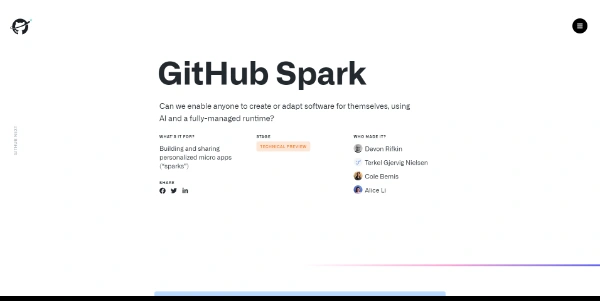 GitHub Spark
Can we enable anyone to create or adapt software for themselves, using
AI and a fully-managed runtime?
WHAT'S IT FOR?
Building and sharing
personalized micro apps
("sparks")
SHARE
STAGE
TECHNICAL PREVIEW
WHO MADE IT?
Devon Rifkin
Terkel Gjervig Nielsen
Cole Bemis
Alice Li